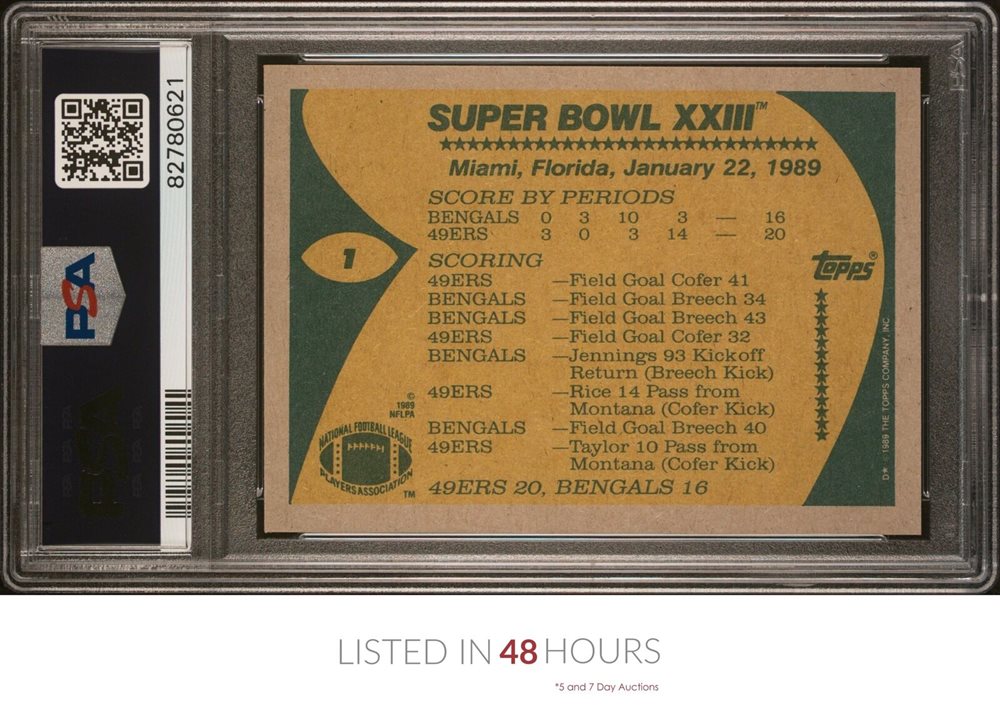 82780621
PSA
SUPER BOWL XXIII™
Miami, Florida, January 22, 1989
SCORE BY PERIODS
BENGALS 0 3 10 3 — 16
49ERS 3 0 3 14 — 20
1
SCORING
49ERS —Field Goal Cofer 41
BENGALS —Field Goal Breech 34
BENGALS —Field Goal Breech 43
49ERS —Field Goal Cofer 32
BENGALS —Jennings 93 Kickoff
Return (Breech Kick)
49ERS —Rice 14 Pass from
Montana (Cofer Kick)
BENGALS —Field Goal Breech 40
49ERS —Taylor 10 Pass from
Montana (Cofer Kick)
49ERS 20, BENGALS 16
©
1989
NFLPA
NATIONAL FOOTBALL LEAGUE
PLAYERS ASSOCIATION
™
topps®
D* ©1989 THE TOPPS COMPANY, INC.
LISTED IN 48 HOURS
*5 and 7 Day Auctions